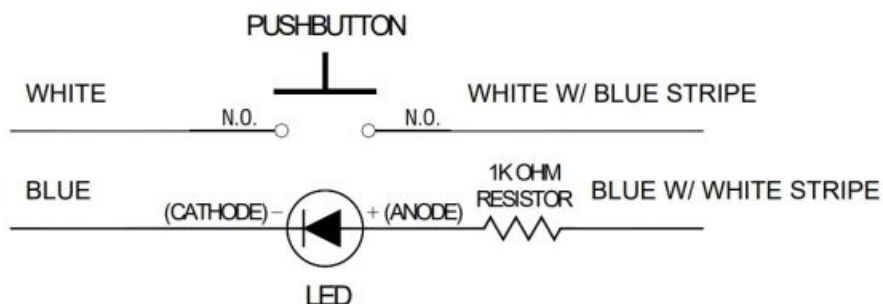 PUSHBUTTON
WHITE
N.O.
N.O.
WHITE W/ BLUE STRIPE
BLUE
(CATHODE) -
+ (ANODE)
1K OHM
RESISTOR
BLUE W/ WHITE STRIPE
LED